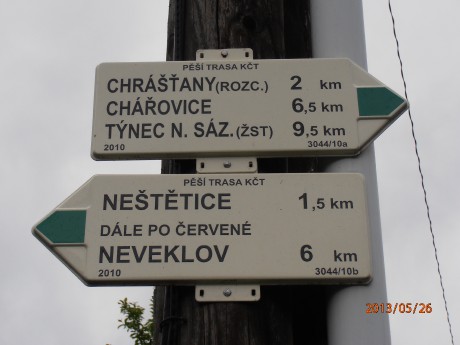 PĚŠÍ TRASA KČT
CHRÁŠŤANY(ROZC.) 2 km
CHÁŘOVICE 6,5 km
TÝNEC N. SÁZ.(ŽST) 9,5 km
2010 3044/10a
PĚŠÍ TRASA KČT
NEŠTĚTICE 1,5 km
DÁLE PO ČERVENÉ
NEVEKLOV 6 km
2010 3044/10b
2013/05/26